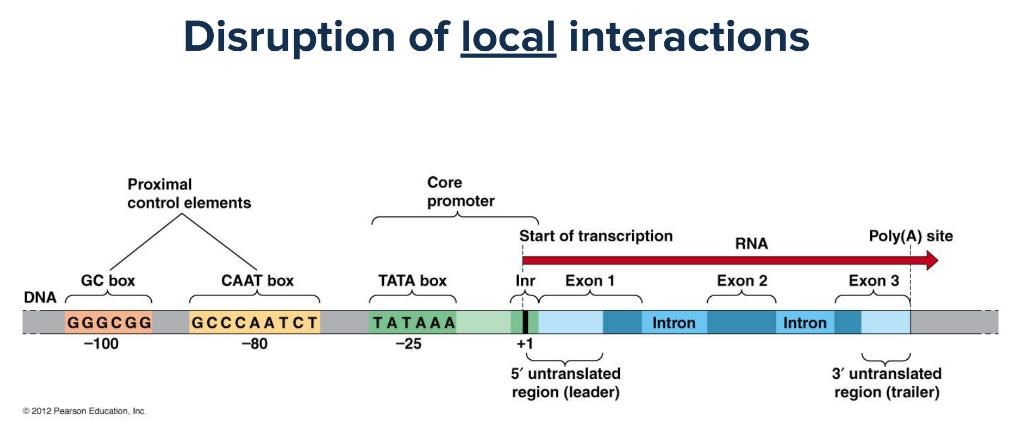 Disruption of local interactions
Proximal
control elements
Core
promoter
Start of transcription
RNA
Poly(A) site
GC box
CAAT box
TATA box
Inr
Exon 1
Exon 2
Exon 3
DNA
GGGCGG
GCCCAATCT
TATAAA
Intron
Intron
–100
–80
–25
+1
5′ untranslated
region (leader)
3′ untranslated
region (trailer)
© 2012 Pearson Education, Inc.